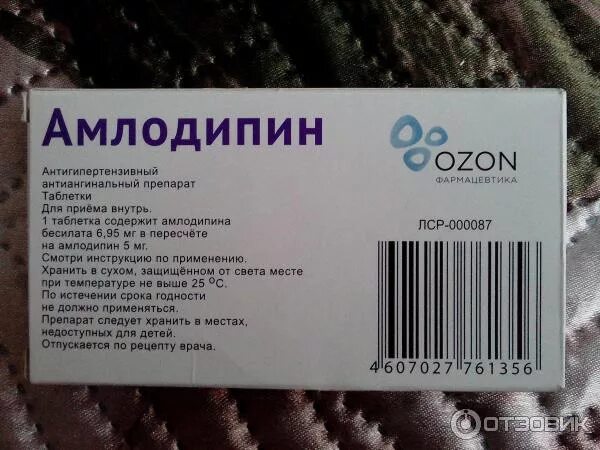 Амлодипин
Антигипертензивный
антиангинальный препарат
Таблетки
Для приёма внутрь.
1 таблетка содержит амлодипина
бесилата 6,95 мг в пересчёте
на амлодипин 5 мг.
Смотри инструкцию по применению.
Хранить в сухом, защищённом от света месте
при температуре не выше 25 °С.
По истечении срока годности
не должно применяться.
Препарат следует хранить в местах,
недоступных для детей.
Отпускается по рецепту врача.
OZON
ФАРМАЦЕВТИКА
ЛСР-000087
4 607027 761356
ОТЗОВИК